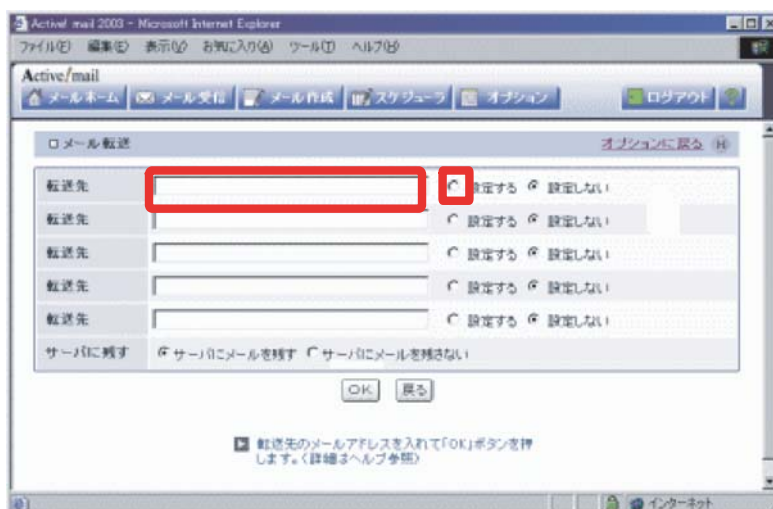 Active! mail 2003 - Microsoft Internet Explorer
ファイル(F) 編集(E) 表示(V) お気に入り(A) ツール(T) ヘルプ(H)
Active!mail
メールホーム メール受信 メール作成 スケジューラ オプション ログアウト ?
メール転送 オプションに戻る H
転送先 設定する 設定しない
転送先 設定する 設定しない
転送先 設定する 設定しない
転送先 設定する 設定しない
転送先 設定する 設定しない
サーバに残す サーバにメールを残す サーバにメールを残さない
OK 戻る
転送先のメールアドレスを入れて「OK」ボタンを押
します。(詳細はヘルプ参照)
インターネット